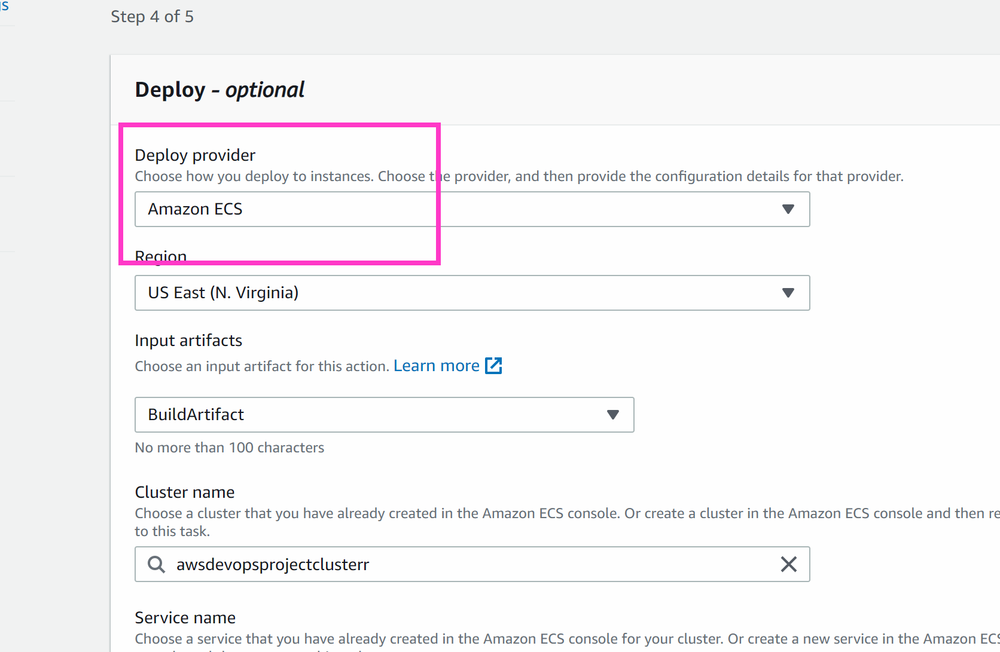 Step 4 of 5
Deploy - optional
Deploy provider
Choose how you deploy to instances. Choose the provider, and then provide the configuration details for that provider.
Amazon ECS
Region
US East (N. Virginia)
Input artifacts
Choose an input artifact for this action. Learn more
BuildArtifact
No more than 100 characters
Cluster name
Choose a cluster that you have already created in the Amazon ECS console. Or create a cluster in the Amazon ECS console and then re
to this task.
awsdevopsprojectclusterr
Service name
Choose a service that you have already created in the Amazon ECS console for your cluster. Or create a new service in the Amazon ECS